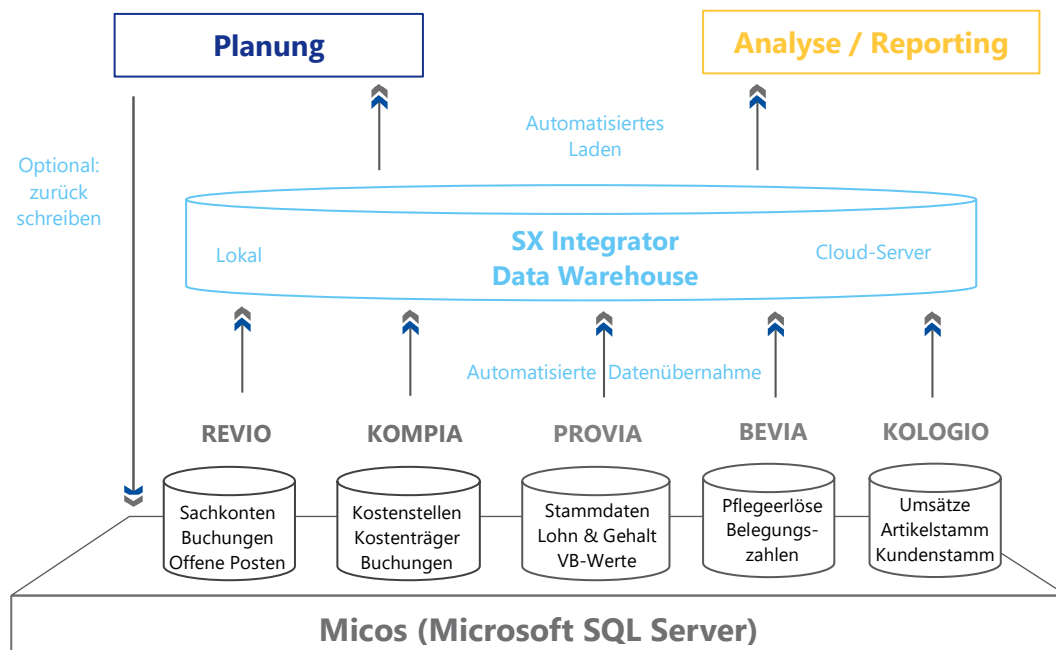 Planung
Analyse / Reporting
Automatisiertes
Laden
Optional:
zurück
schreiben
SX Integrator
Data Warehouse
Lokal
Cloud-Server
Automatisierte Datenübernahme
REVIO
KOMPIA
PROVIA
BEVIA
KOLOGIO
Sachkonten
Buchungen
Offene Posten
Kostenstellen
Kostenträger
Buchungen
Stammdaten
Lohn & Gehalt
VB-Werte
Pflegeerlöse
Belegungs-
zahlen
Umsätze
Artikelstamm
Kundenstamm
Micos (Microsoft SQL Server)